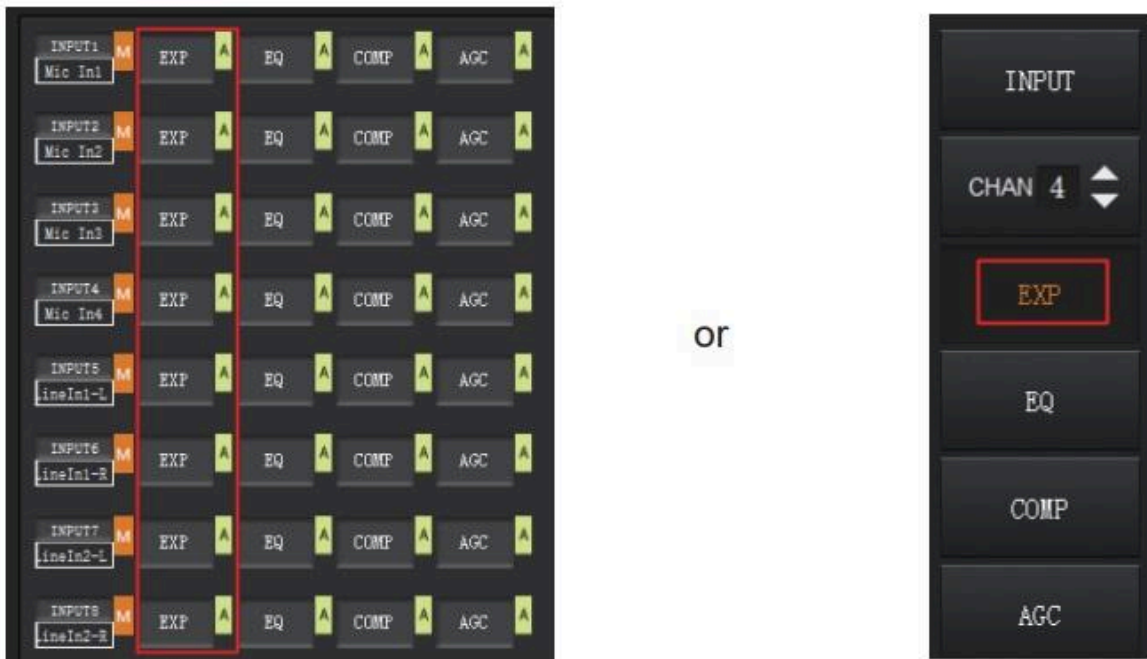 INPUT1
Mic In1
M EXP A EQ A COMP A AGC A
INPUT2
Mic In2
M EXP A EQ A COMP A AGC A
INPUT3
Mic In3
M EXP A EQ A COMP A AGC A
INPUT4
Mic In4
M EXP A EQ A COMP A AGC A
INPUT5
LineIn1-L
M EXP A EQ A COMP A AGC A
INPUT6
LineIn1-R
M EXP A EQ A COMP A AGC A
INPUT7
LineIn2-L
M EXP A EQ A COMP A AGC A
INPUT8
LineIn2-R
M EXP A EQ A COMP A AGC A
or
INPUT
CHAN 4
EXP
EQ
COMP
AGC